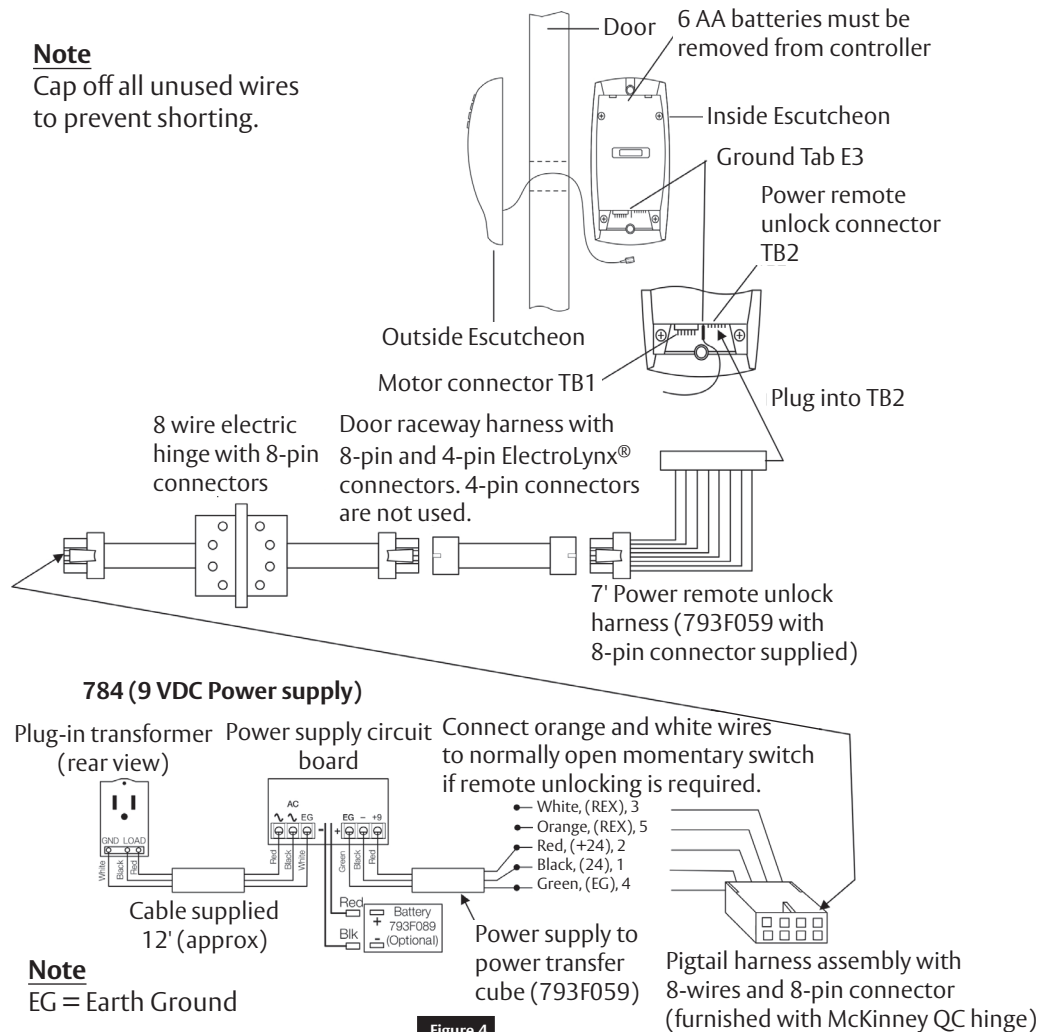 Note
Cap off all unused wires
to prevent shorting.
Door
6 AA batteries must be
removed from controller
Inside Escutcheon
Ground Tab E3
Power remote
unlock connector
TB2
Outside Escutcheon
Motor connector TB1
Plug into TB2
8 wire electric
hinge with 8-pin
connectors
Door raceway harness with
8-pin and 4-pin ElectroLynx®
connectors. 4-pin connectors
are not used.
7' Power remote unlock
harness (793F059 with
8-pin connector supplied)
784 (9 VDC Power supply)
Plug-in transformer
(rear view)
Power supply circuit
board
Connect orange and white wires
to normally open momentary switch
if remote unlocking is required.
GND LOAD
White
Black
Red
AC
EG
- +
EG - +9
Red
Black
White
Green
Black
Red
White, (REX), 3
Orange, (REX), 5
Red, (+24), 2
Black, (24), 1
Green, (EG), 4
Cable supplied
12' (approx)
Red
Blk
+
-
Battery
793F089
(Optional)
Power supply to
power transfer
cube (793F059)
Pigtail harness assembly with
8-wires and 8-pin connector
(furnished with McKinney QC hinge)
Note
EG = Earth Ground
Figure 4